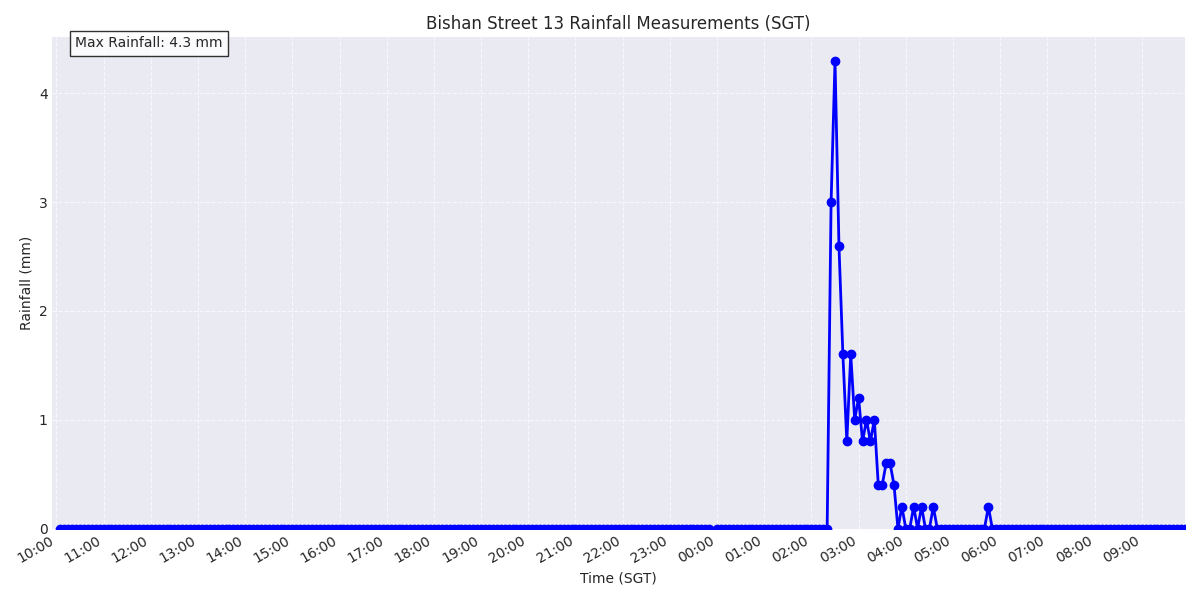 Bishan Street 13 Rainfall Measurements (SGT)
Max Rainfall: 4.3 mm
Rainfall (mm)
4
3
2
1
0
10:00 11:00 12:00 13:00 14:00 15:00 16:00 17:00 18:00 19:00 20:00 21:00 22:00 23:00 00:00 01:00 02:00 03:00 04:00 05:00 06:00 07:00 08:00 09:00
Time (SGT)